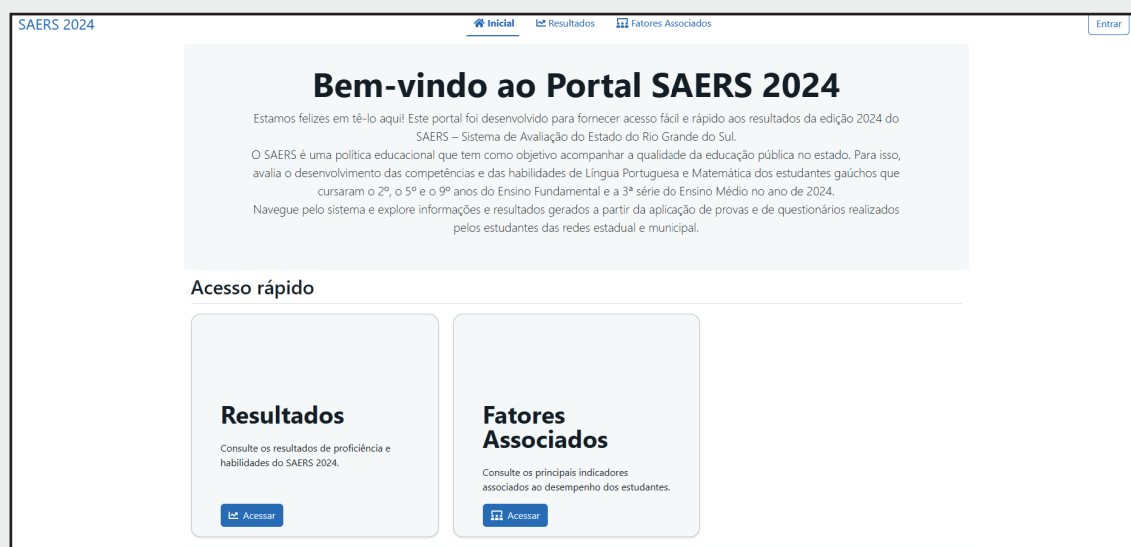 SAERS 2024
Inicial
Resultados
Fatores Associados
Entrar
Bem-vindo ao Portal SAERS 2024
Estamos felizes em tê-lo aqui! Este portal foi desenvolvido para fornecer acesso fácil e rápido aos resultados da edição 2024 do
SAERS – Sistema de Avaliação do Estado do Rio Grande do Sul.
O SAERS é uma política educacional que tem como objetivo acompanhar a qualidade da educação pública no estado. Para isso,
avalia o desenvolvimento das competências e das habilidades de Língua Portuguesa e Matemática dos estudantes gaúchos que
cursaram o 2º, o 5º e o 9º anos do Ensino Fundamental e a 3ª série do Ensino Médio no ano de 2024.
Navegue pelo sistema e explore informações e resultados gerados a partir da aplicação de provas e de questionários realizados
pelos estudantes das redes estadual e municipal.
Acesso rápido
Resultados
Consulte os resultados de proficiência e
habilidades do SAERS 2024.
Acessar
Fatores
Associados
Consulte os principais indicadores
associados ao desempenho dos estudantes.
Acessar